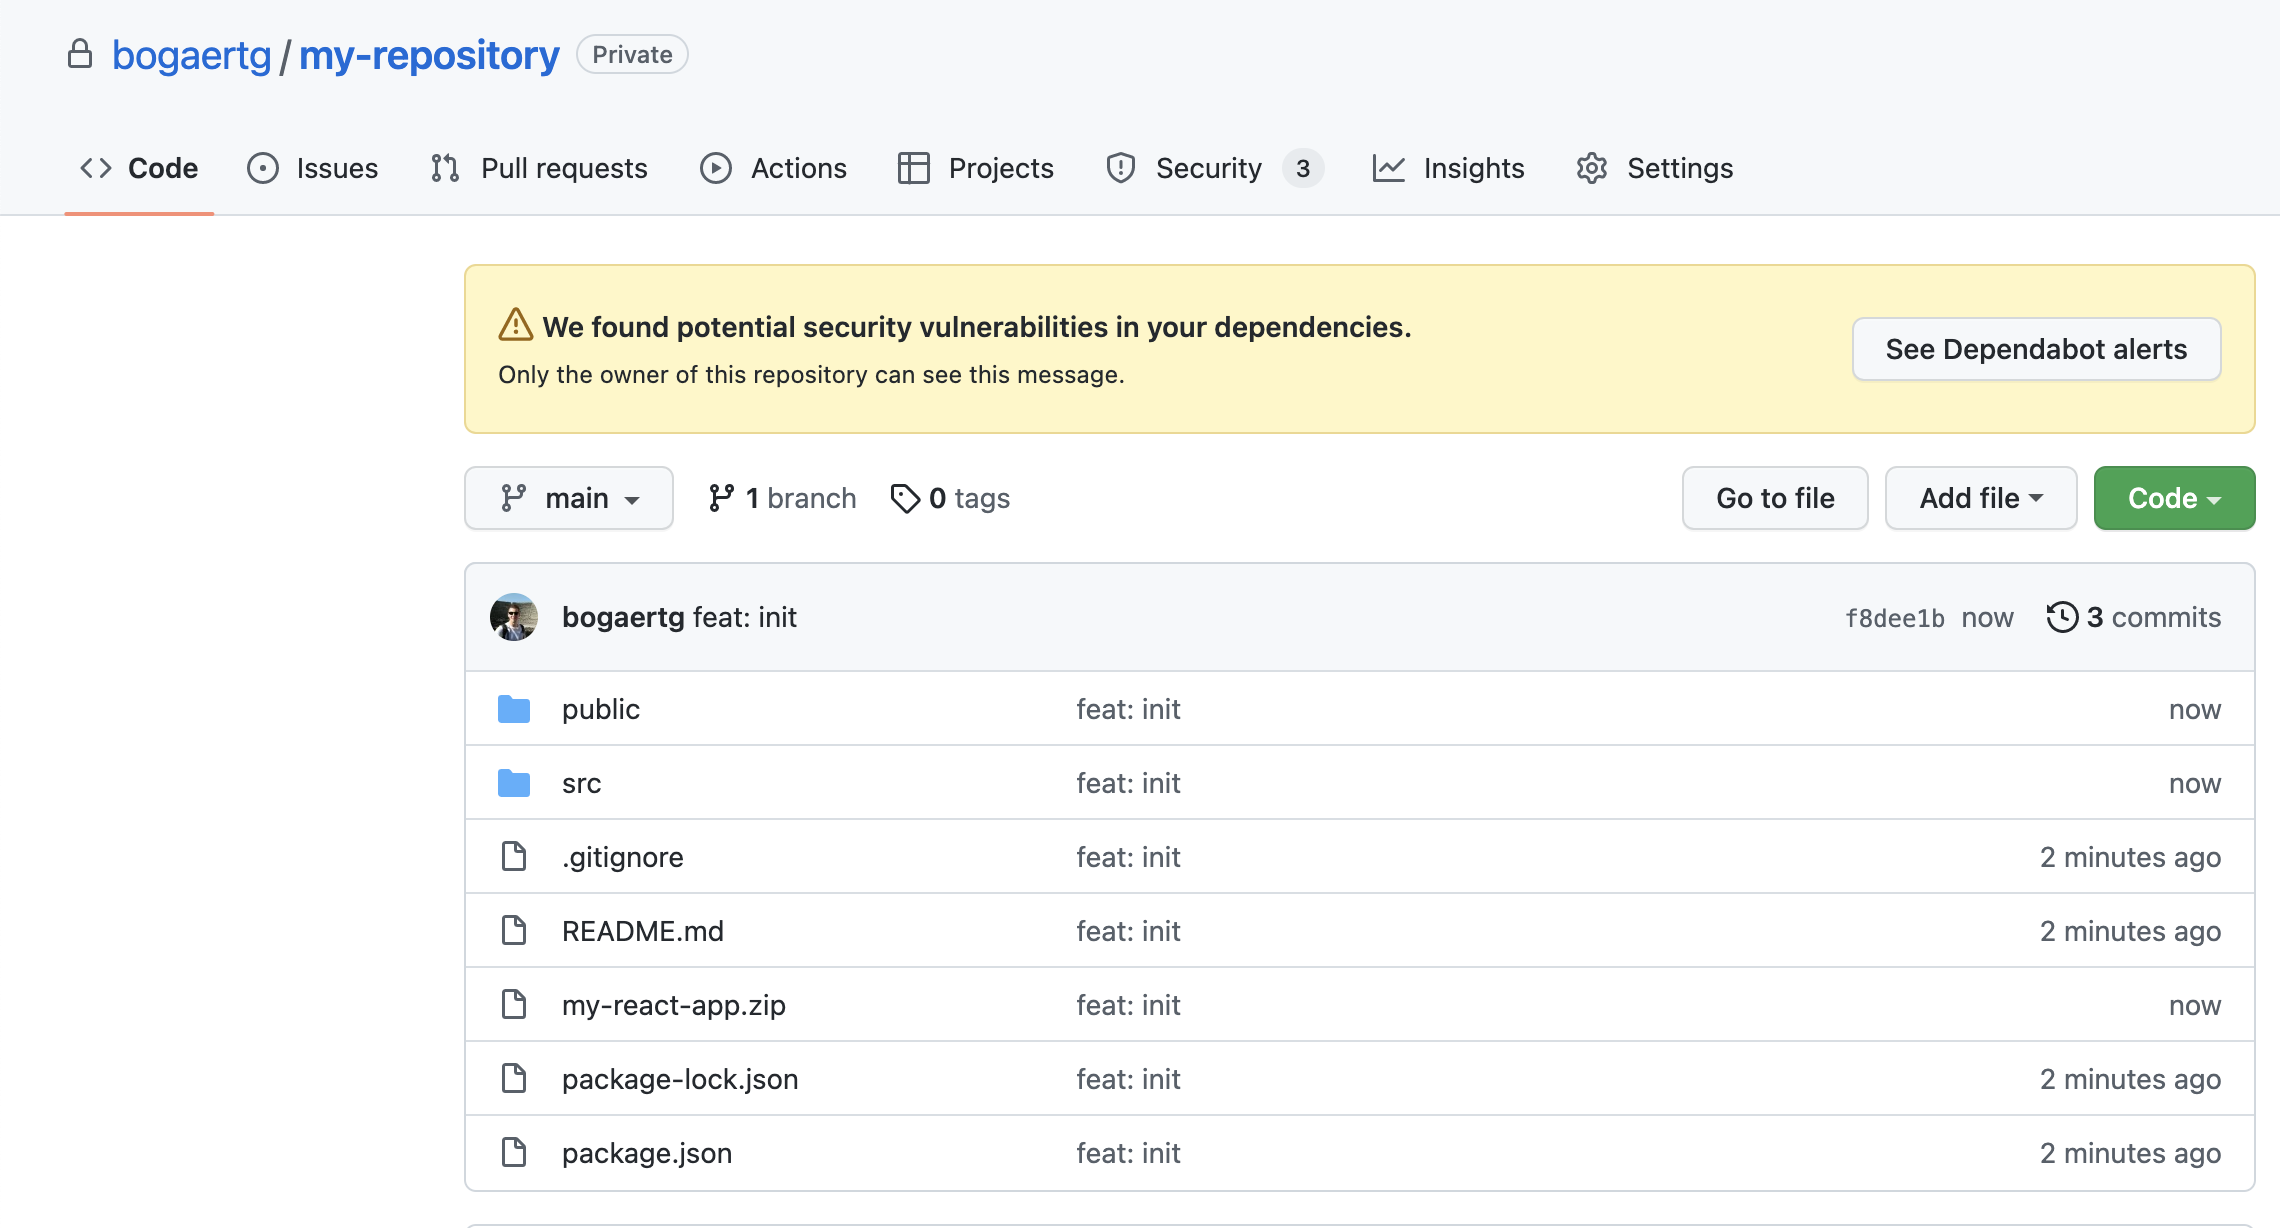 bogaertg / my-repository Private
Code Issues Pull requests Actions Projects Security 3 Insights Settings
We found potential security vulnerabilities in your dependencies.
Only the owner of this repository can see this message.
See Dependabot alerts
main 1 branch 0 tags Go to file Add file Code
bogaertg feat: init f8dee1b now 3 commits
public feat: init now
src feat: init now
.gitignore feat: init 2 minutes ago
README.md feat: init 2 minutes ago
my-react-app.zip feat: init now
package-lock.json feat: init 2 minutes ago
package.json feat: init 2 minutes ago